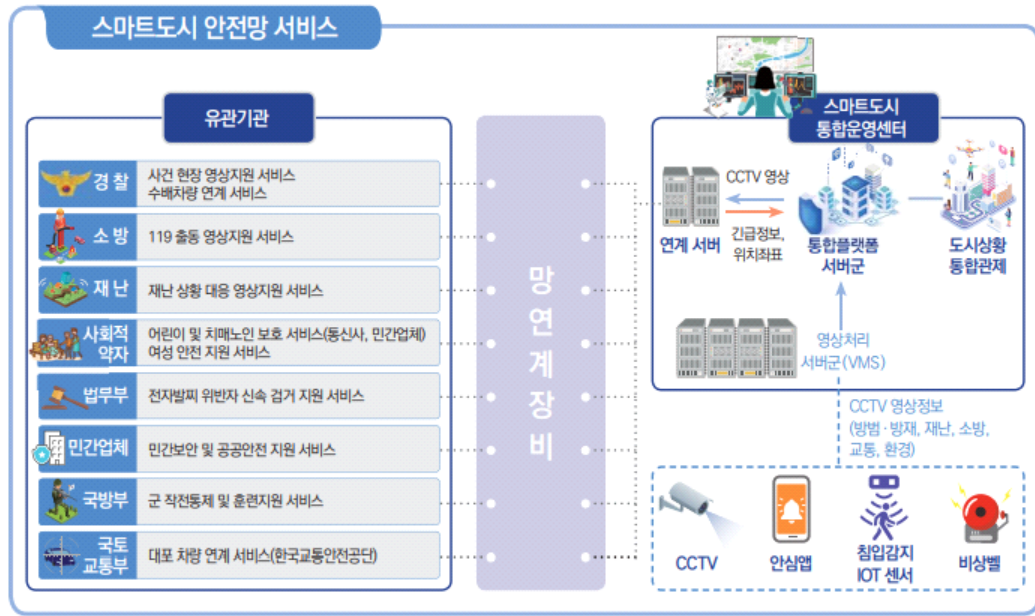 스마트도시 안전망 서비스
유관기관
경찰
사건 현장 영상지원 서비스
수배차량 연계 서비스
소방
119 출동 영상지원 서비스
재난
재난 상황 대응 영상지원 서비스
사회적
약자
어린이 및 치매노인 보호 서비스(통신사, 민간업체)
여성 안전 지원 서비스
법무부
전자발찌 위반자 신속 검거 지원 서비스
민간업체
민간보안 및 공공안전 지원 서비스
국방부
군 작전통제 및 훈련지원 서비스
국토
교통부
대포 차량 연계 서비스(한국교통안전공단)
망연계장비
스마트도시
통합운영센터
CCTV 영상
긴급정보,
위치좌표
연계 서버
통합플랫폼
서버군
도시상황
통합관제
영상처리
서버군(VMS)
CCTV 영상정보
(방범·방재, 재난, 소방,
교통, 환경)
CCTV
안심앱
침입감지
IOT 센서
비상벨